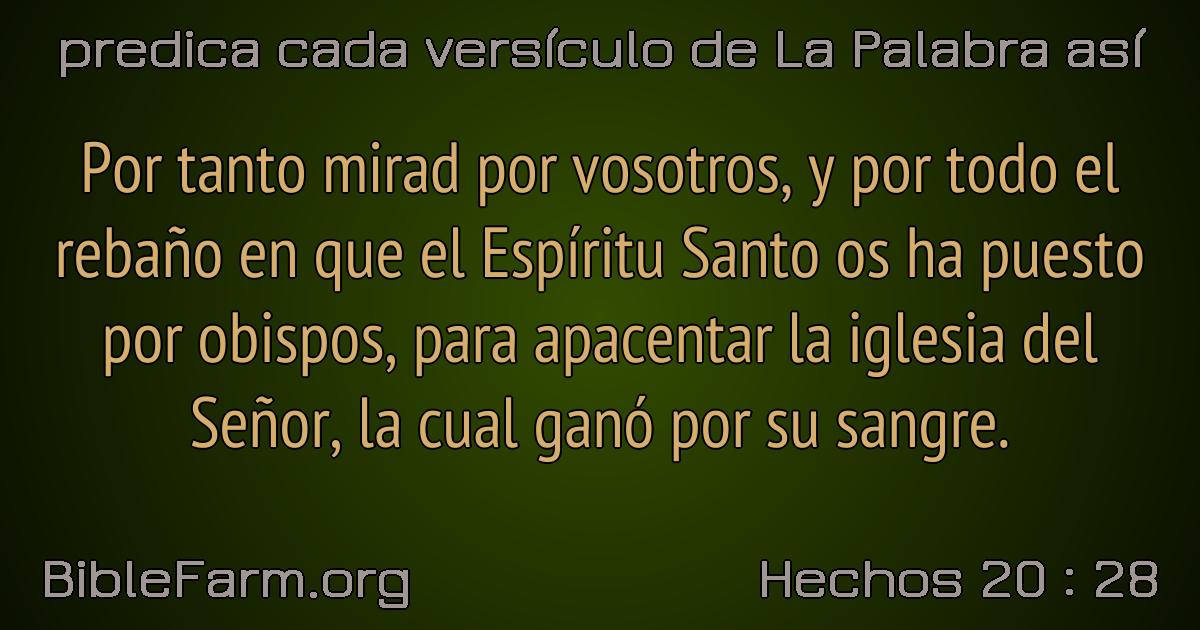 predica cada versículo de La Palabra así
Por tanto mirad por vosotros, y por todo el
rebaño en que el Espíritu Santo os ha puesto
por obispos, para apacentar la iglesia del
Señor, la cual ganó por su sangre.
BibleFarm.org
Hechos 20 : 28